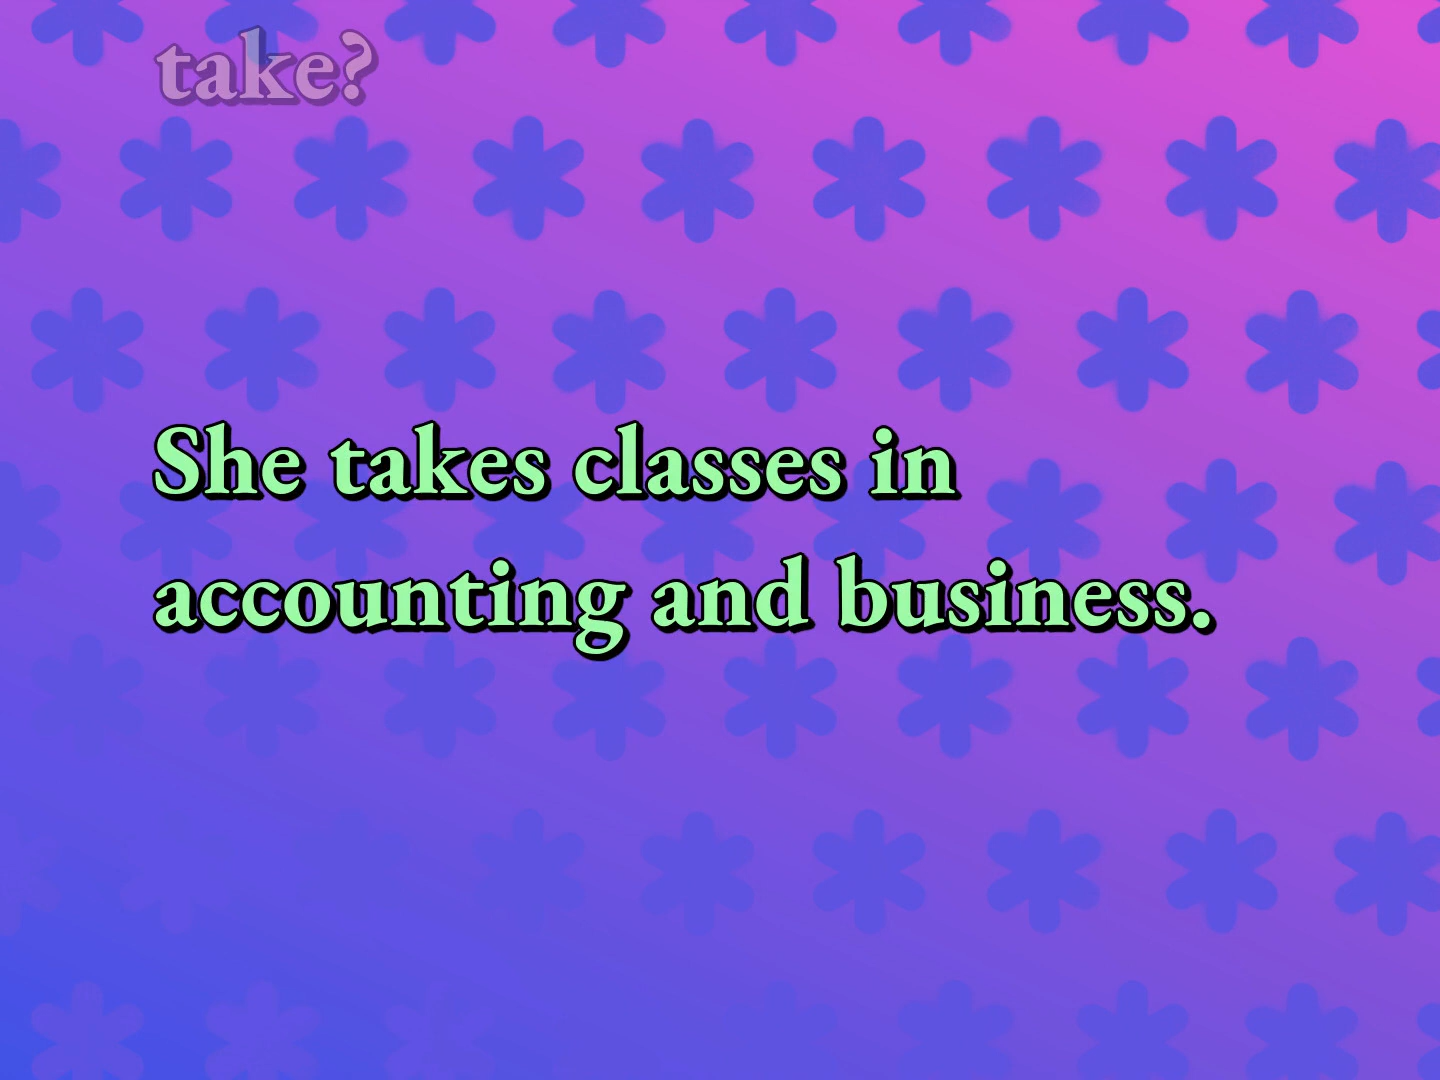 take?
She takes classes in
accounting and business.